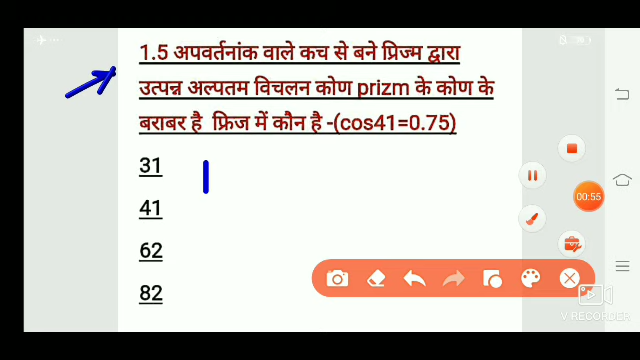 1.5 अपवर्तनांक वाले कच से बने प्रिज्म द्वारा
उत्पन्न अल्पतम विचलन कोण prizm के कोण के
बराबर है फ्रिज में कौन है -(cos41=0.75)
31
41
62
82
00:55
V RECORDER